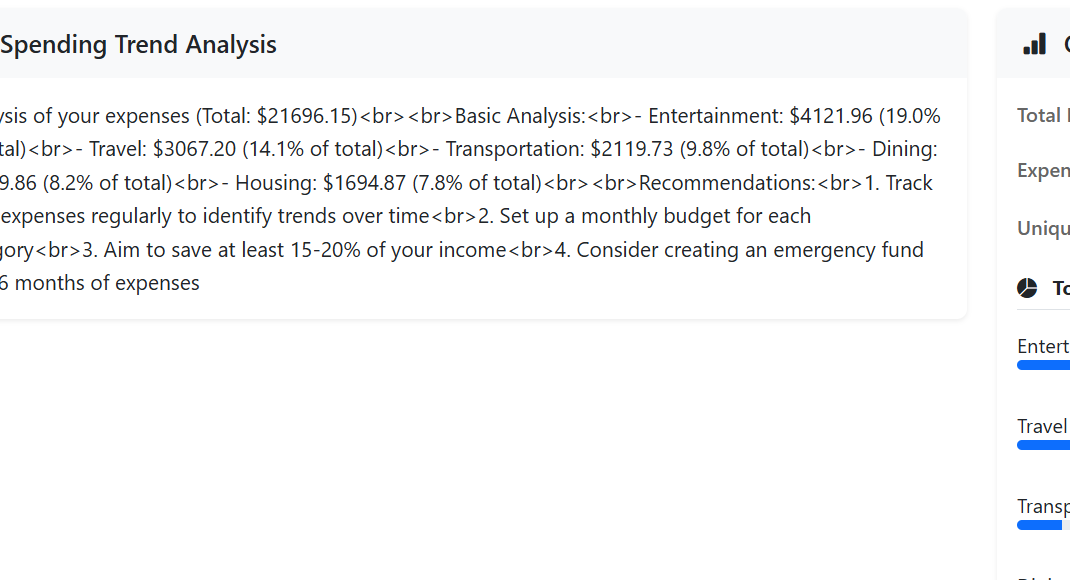 Spending Trend Analysis
ysis of your expenses (Total: $21696.15)<br><br>Basic Analysis:<br>- Entertainment: $4121.96 (19.0%
tal)<br>- Travel: $3067.20 (14.1% of total)<br>- Transportation: $2119.73 (9.8% of total)<br>- Dining:
9.86 (8.2% of total)<br>- Housing: $1694.87 (7.8% of total)<br><br>Recommendations:<br>1. Track
expenses regularly to identify trends over time<br>2. Set up a monthly budget for each
gory<br>3. Aim to save at least 15-20% of your income<br>4. Consider creating an emergency fund
6 months of expenses
Total
Expen
Uniqu
To
Entert
Travel
Transp